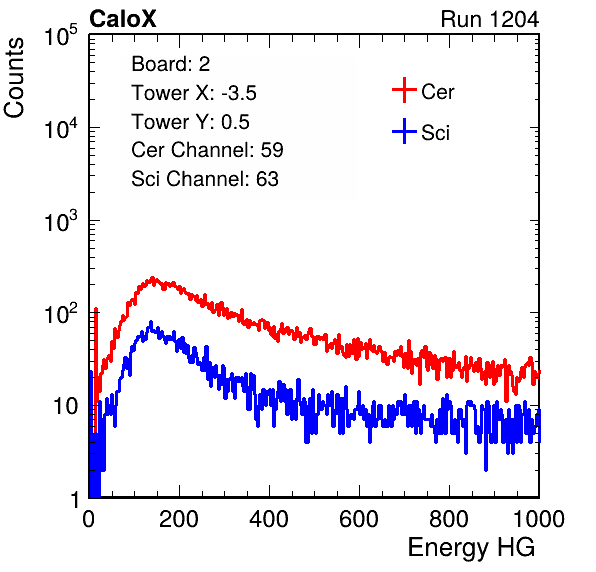 CaloX Run 1204
Counts
10^5
10^4
10^3
10^2
10
1
Board: 2
Tower X: -3.5
Tower Y: 0.5
Cer Channel: 59
Sci Channel: 63
Cer
Sci
0 200 400 600 800 1000
Energy HG